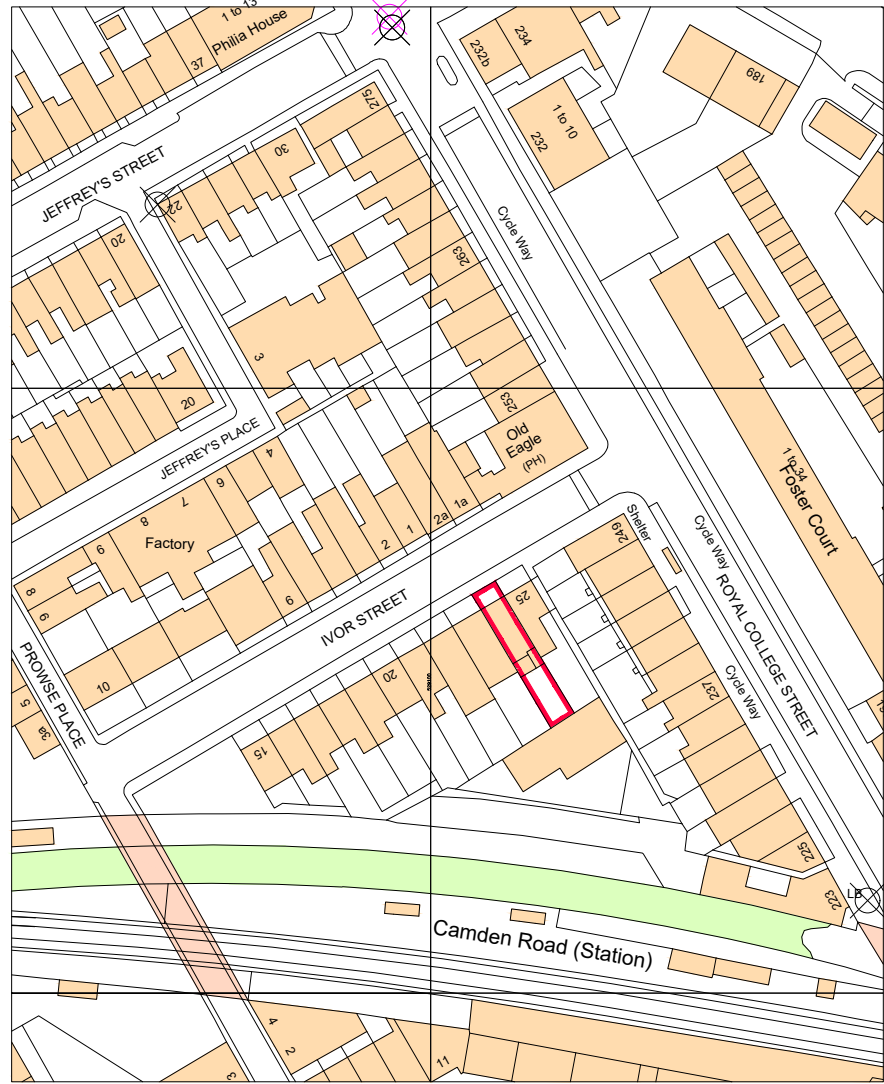 1 to 13
Philia House
37
232b
234
189
275
232
1 to 10
30
JEFFREY'S STREET
22
20
Cycle Way
263
3
253
20
Old
Eagle
(PH)
JEFFREY'S PLACE
4
6
7
8
9
Factory
2a
1a
1
2
1 to 34
Foster Court
Shelter
249
Cycle Way
ROYAL COLLEGE STREET
8
9
6
25
IVOR STREET
PROWSE PLACE
10
20
5
3a
15
237
Cycle Way
225
223
LB
Camden Road (Station)
4
2
3
11